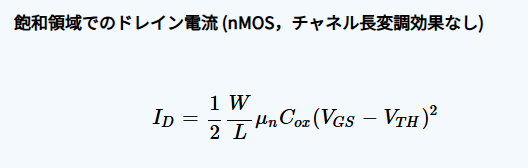 飽和領域でのドレイン電流 (nMOS，チャネル長変調効果なし)
I_D = \frac{1}{2} \frac{W}{L} \mu_n C_{ox} (V_{GS} - V_{TH})^2